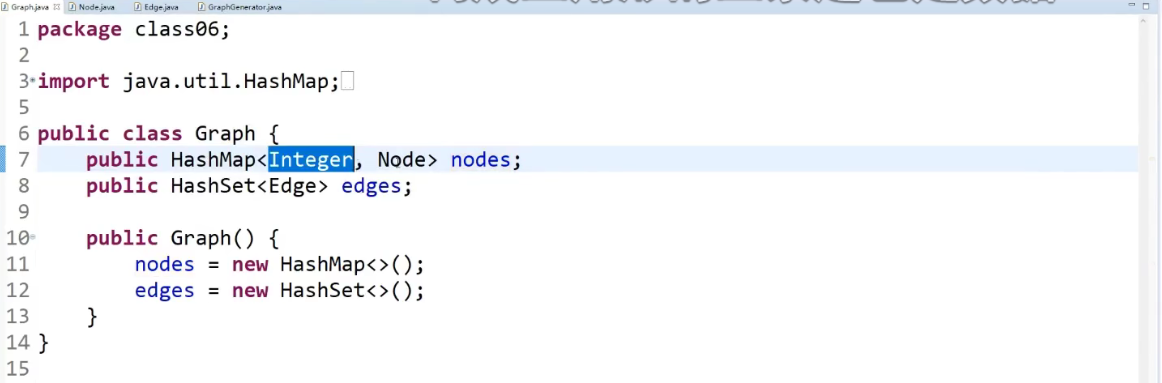 Graph.java Node.java Edge.java GraphGenerator.java
1 package class06;
2
3 import java.util.HashMap;
5
6 public class Graph {
7 public HashMap<Integer, Node> nodes;
8 public HashSet<Edge> edges;
9
10 public Graph() {
11 nodes = new HashMap<>();
12 edges = new HashSet<>();
13 }
14 }
15